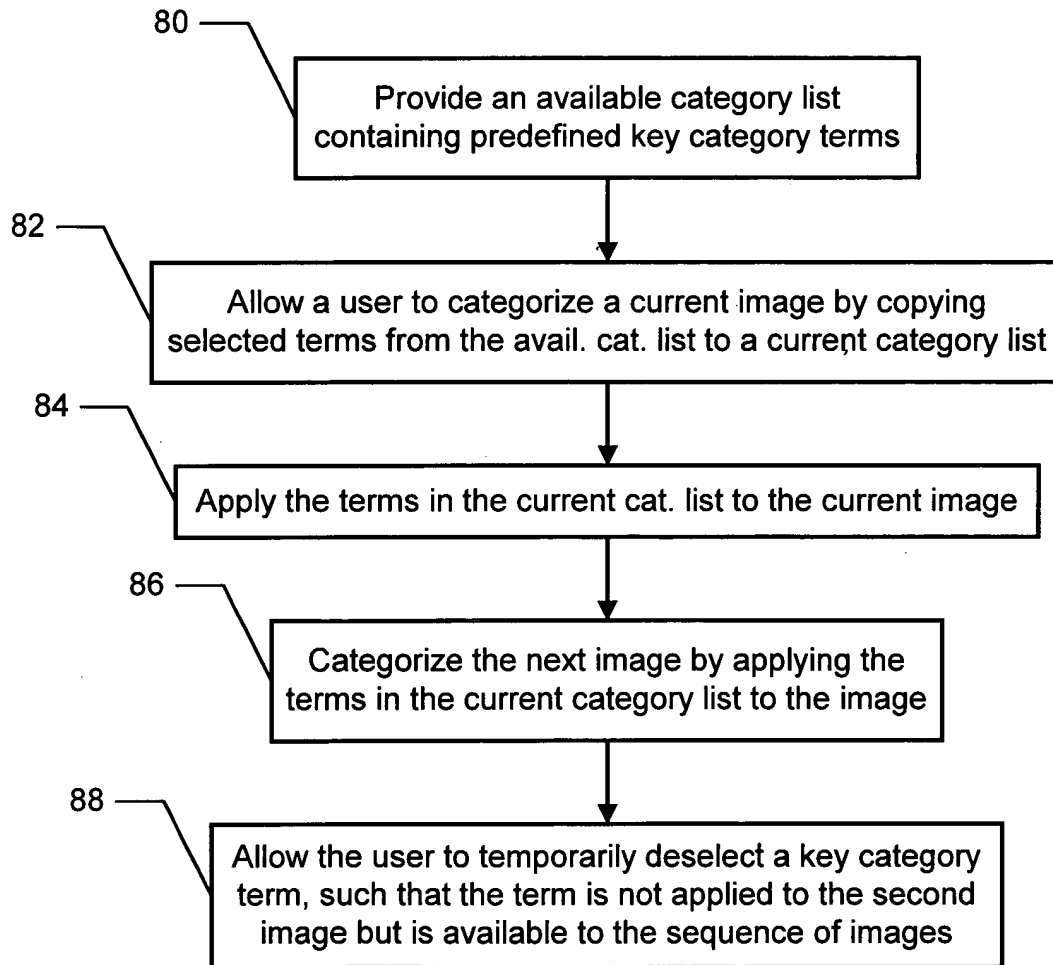 80
Provide an available category list
containing predefined key category terms
82
Allow a user to categorize a current image by copying
selected terms from the avail. cat. list to a current category list
84
Apply the terms in the current cat. list to the current image
86
Categorize the next image by applying the
terms in the current category list to the image
88
Allow the user to temporarily deselect a key category
term, such that the term is not applied to the second
image but is available to the sequence of images